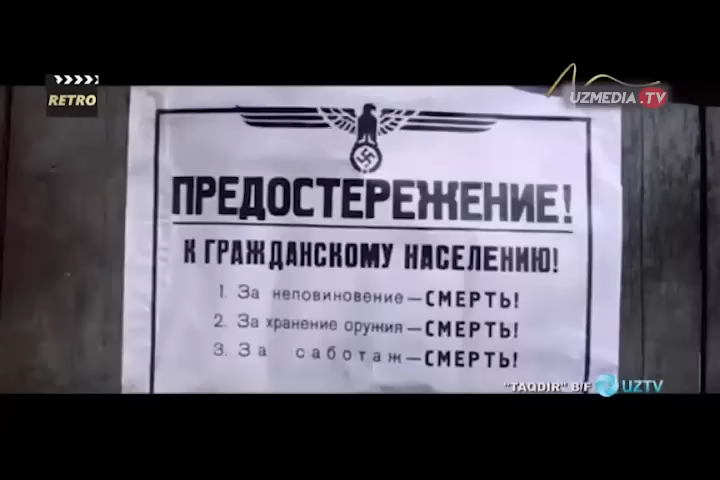 RETRO
UZMEDIA.TV
ПРЕДОСТЕРЕЖЕНИЕ!
К ГРАЖДАНСКОМУ НАСЕЛЕНИЮ!
1. За неповиновение — СМЕРТЬ!
2. За хранение оружия — СМЕРТЬ!
3. За саботаж — СМЕРТЬ!
"TAQDIR" B/F UZTV